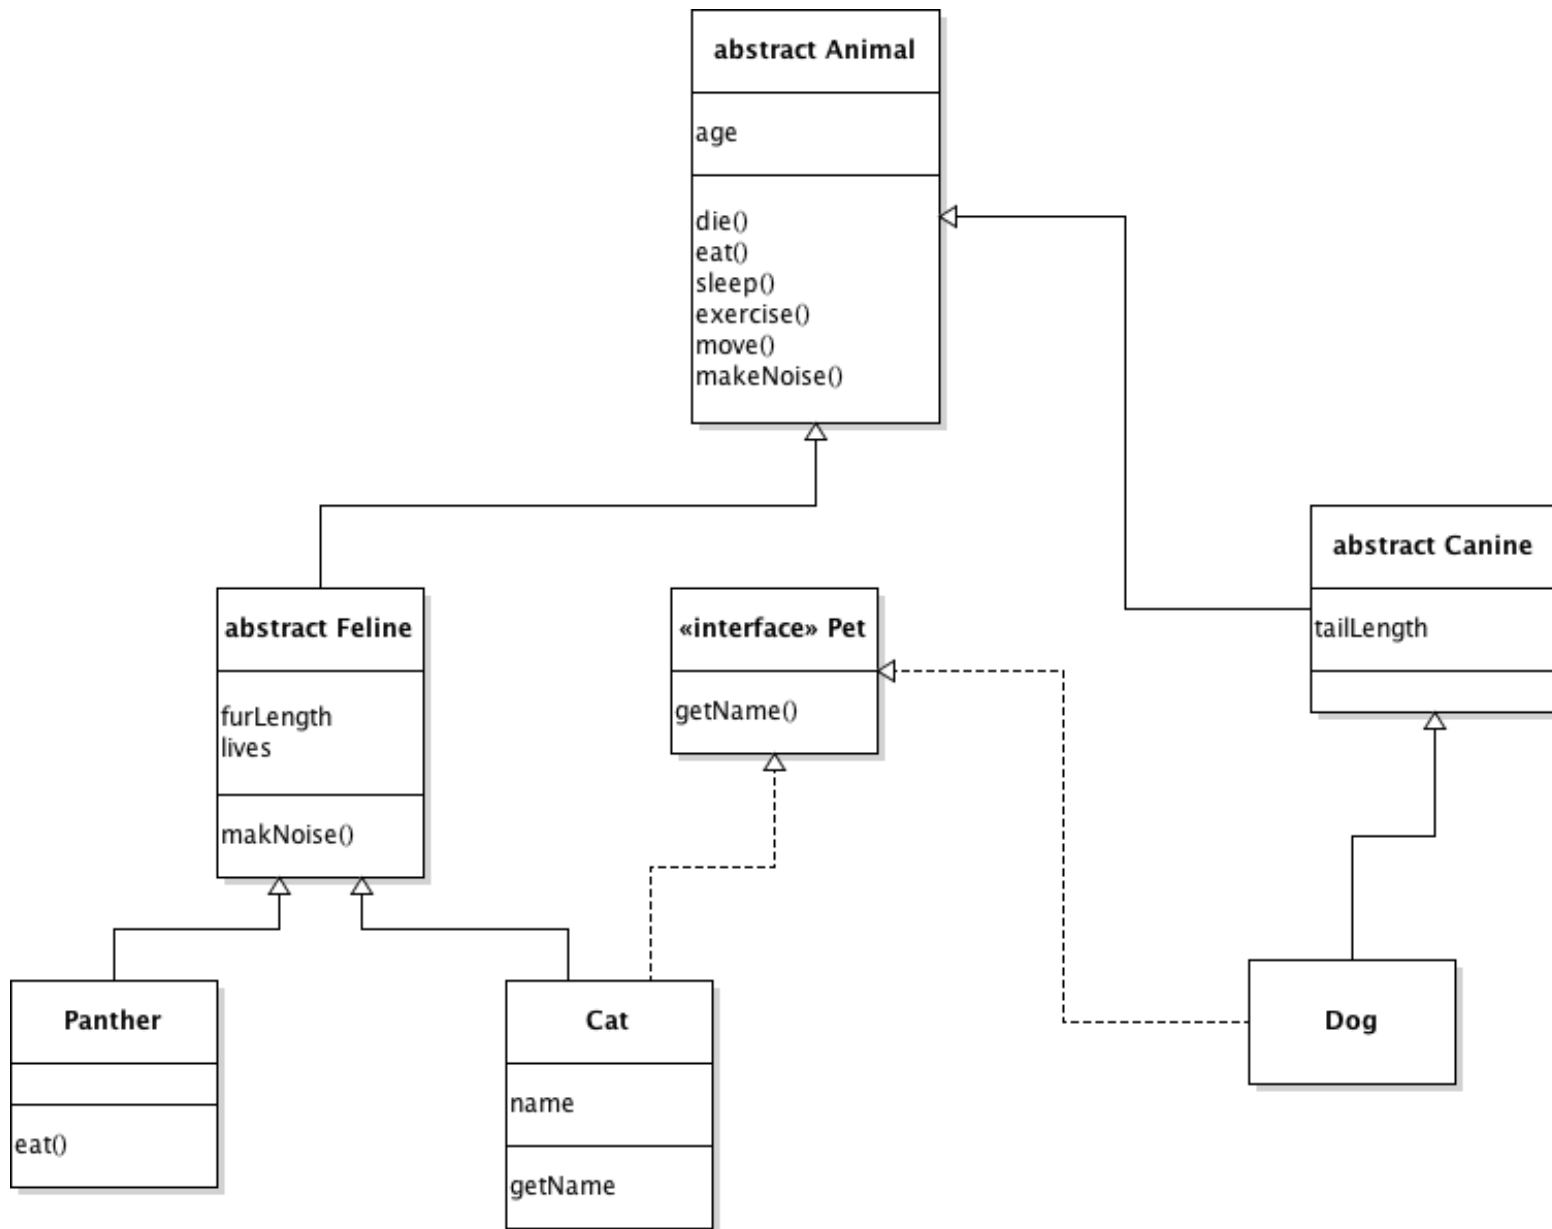 abstract Animal
age
die()
eat()
sleep()
exercise()
move()
makeNoise()
abstract Canine
tailLength
abstract Feline
furLength
lives
makNoise()
«interface» Pet
getName()
Panther
eat()
Cat
name
getName
Dog